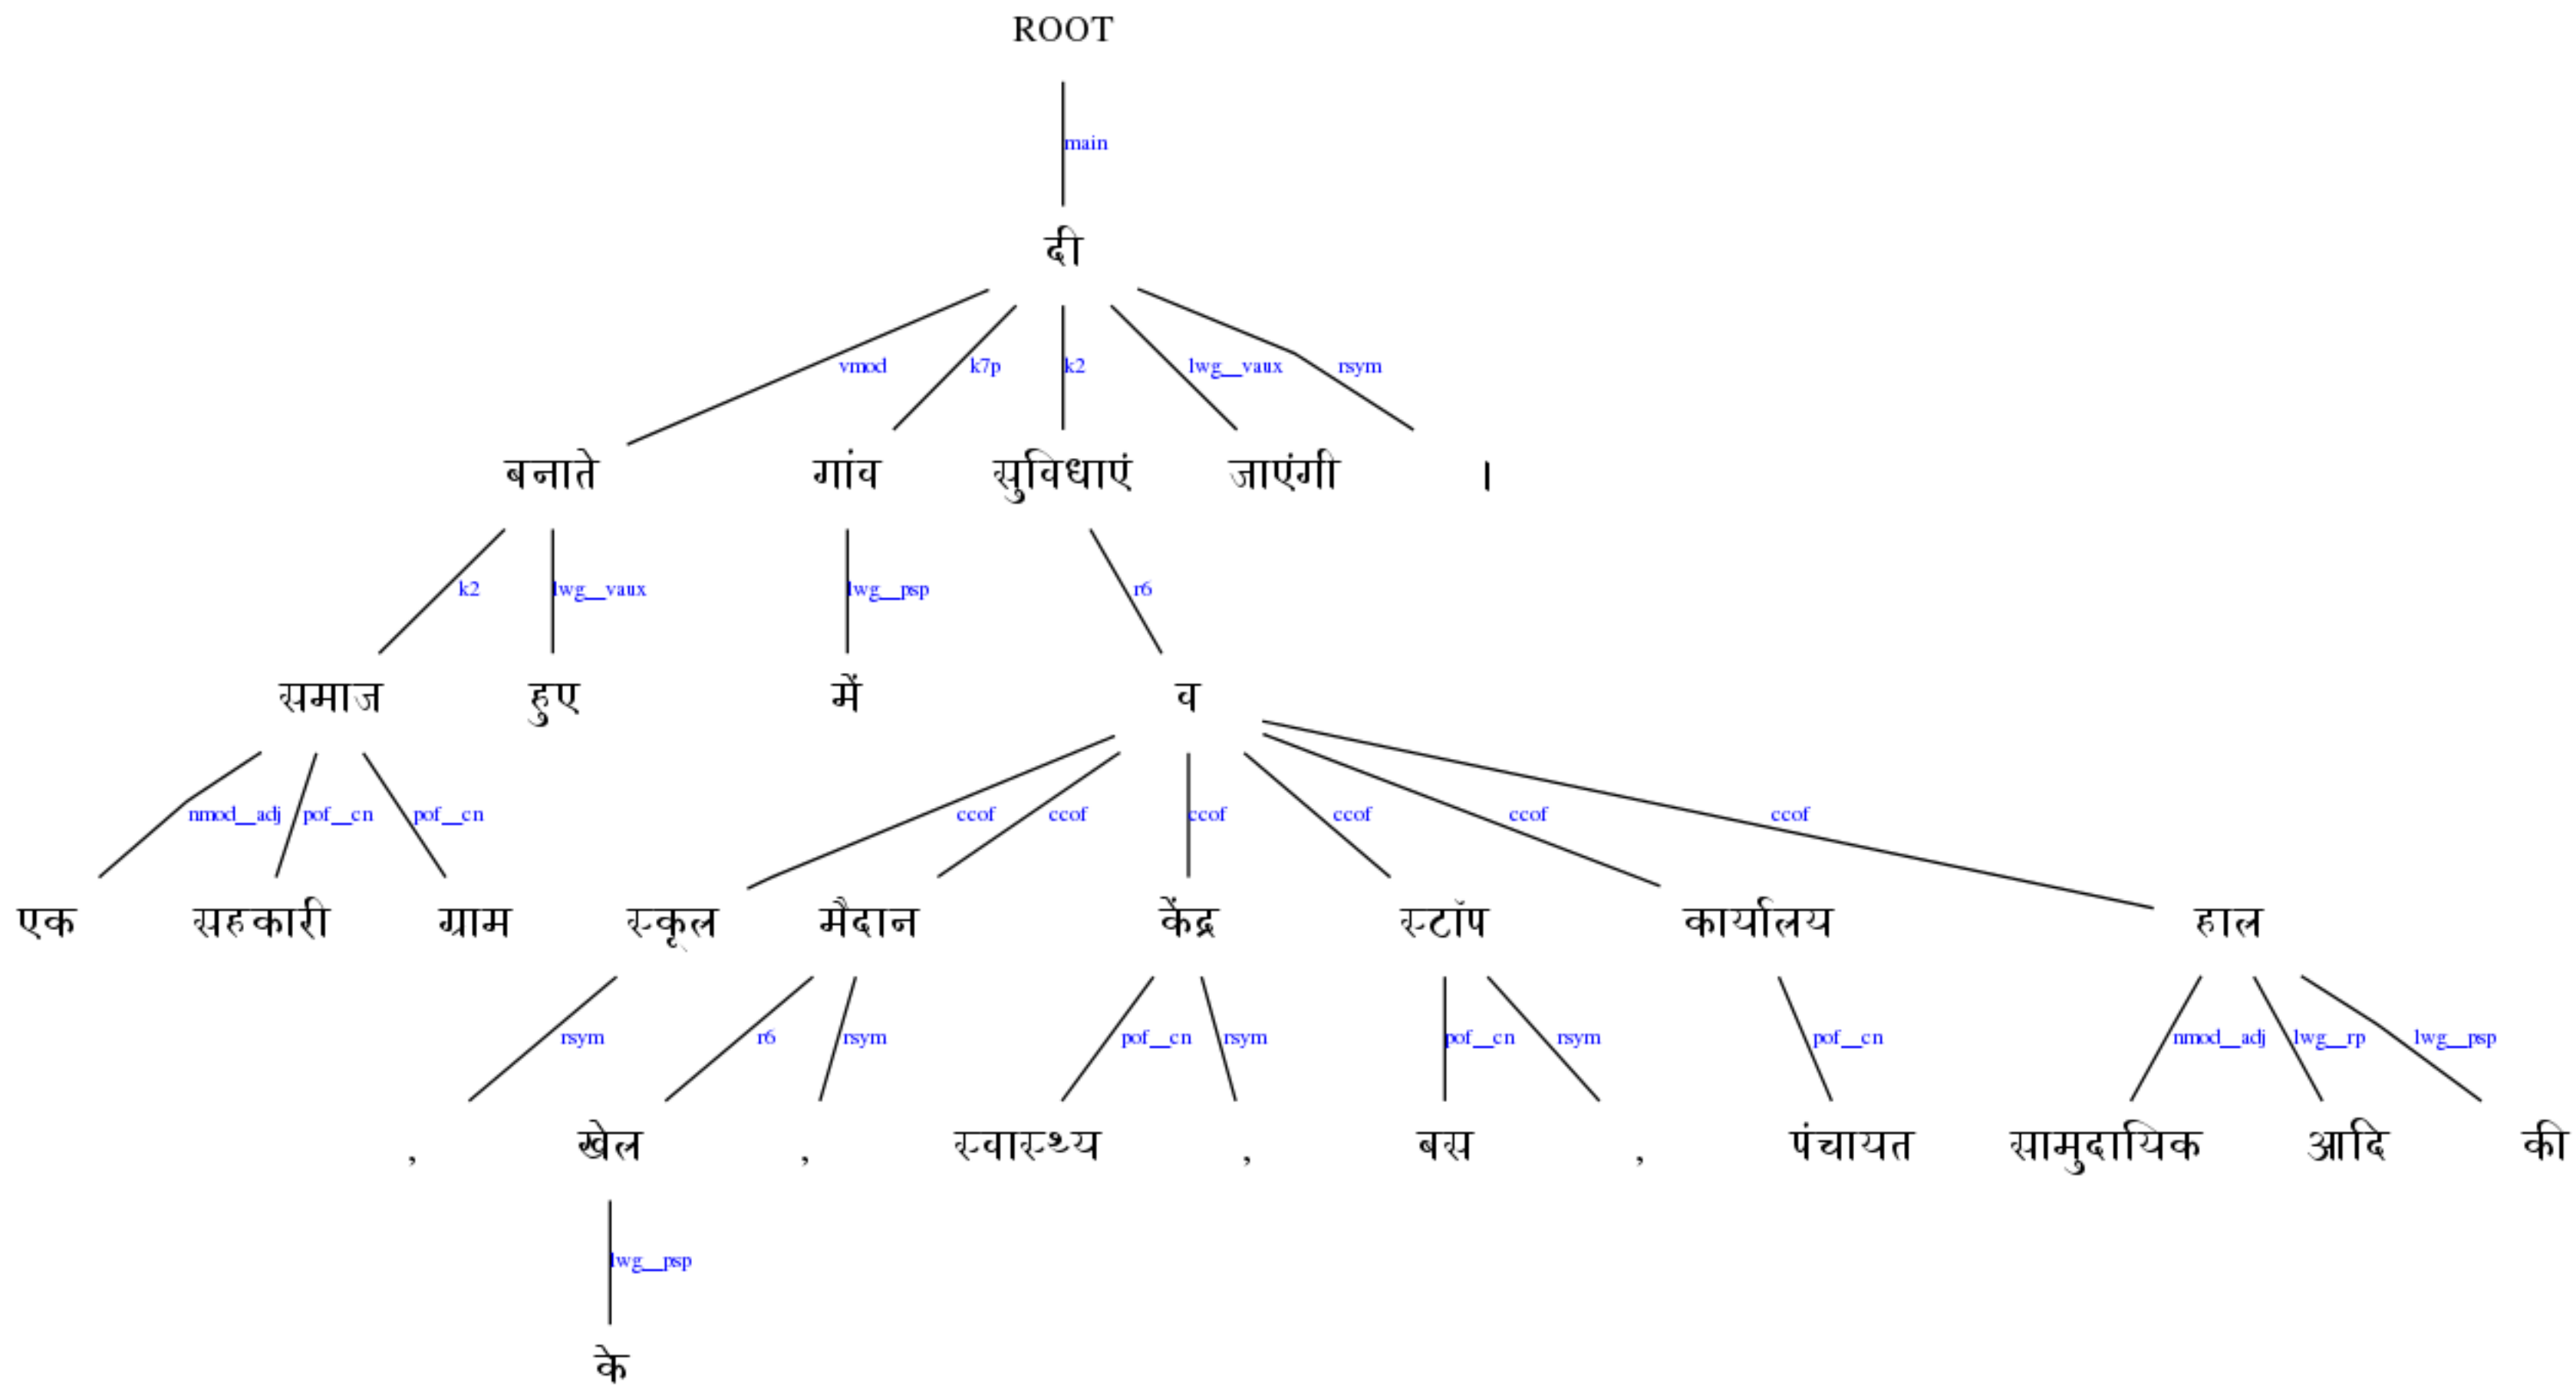 ROOT
main
दी
vmod k7p k2 lwg__vaux rsym
बनाते गांव सुविधाएं जाएंगी ।
k2 lwg__vaux lwg__psp r6
समाज हुए में व
nmod__adj pof__cn pof__cn ccof ccof ccof ccof ccof ccof
एक सहकारी ग्राम स्कूल मैदान केंद्र स्टॉप कार्यालय हाल
rsym r6 rsym pof__cn rsym pof__cn rsym pof__cn nmod__adj lwg__rp lwg__psp
, खेल , स्वास्थ्य , बस , पंचायत सामुदायिक आदि की
lwg__psp
के